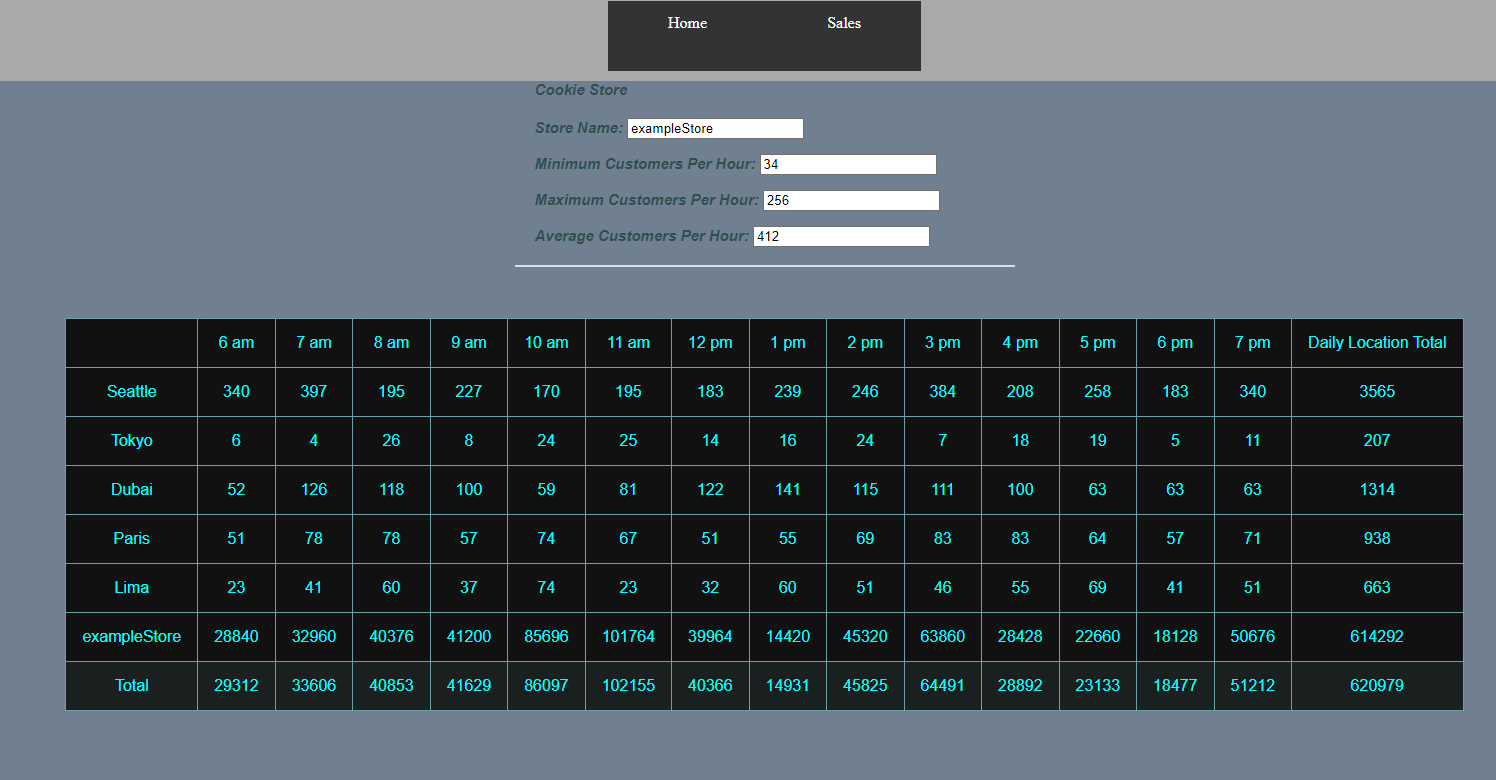 Home Sales
Cookie Store
Store Name: exampleStore
Minimum Customers Per Hour: 34
Maximum Customers Per Hour: 256
Average Customers Per Hour: 412
6 am 7 am 8 am 9 am 10 am 11 am 12 pm 1 pm 2 pm 3 pm 4 pm 5 pm 6 pm 7 pm Daily Location Total
Seattle 340 397 195 227 170 195 183 239 246 384 208 258 183 340 3565
Tokyo 6 4 26 8 24 25 14 16 24 7 18 19 5 11 207
Dubai 52 126 118 100 59 81 122 141 115 111 100 63 63 63 1314
Paris 51 78 78 57 74 67 51 55 69 83 83 64 57 71 938
Lima 23 41 60 37 74 23 32 60 51 46 55 69 41 51 663
exampleStore 28840 32960 40376 41200 85696 101764 39964 14420 45320 63860 28428 22660 18128 50676 614292
Total 29312 33606 40853 41629 86097 102155 40366 14931 45825 64491 28892 23133 18477 51212 620979